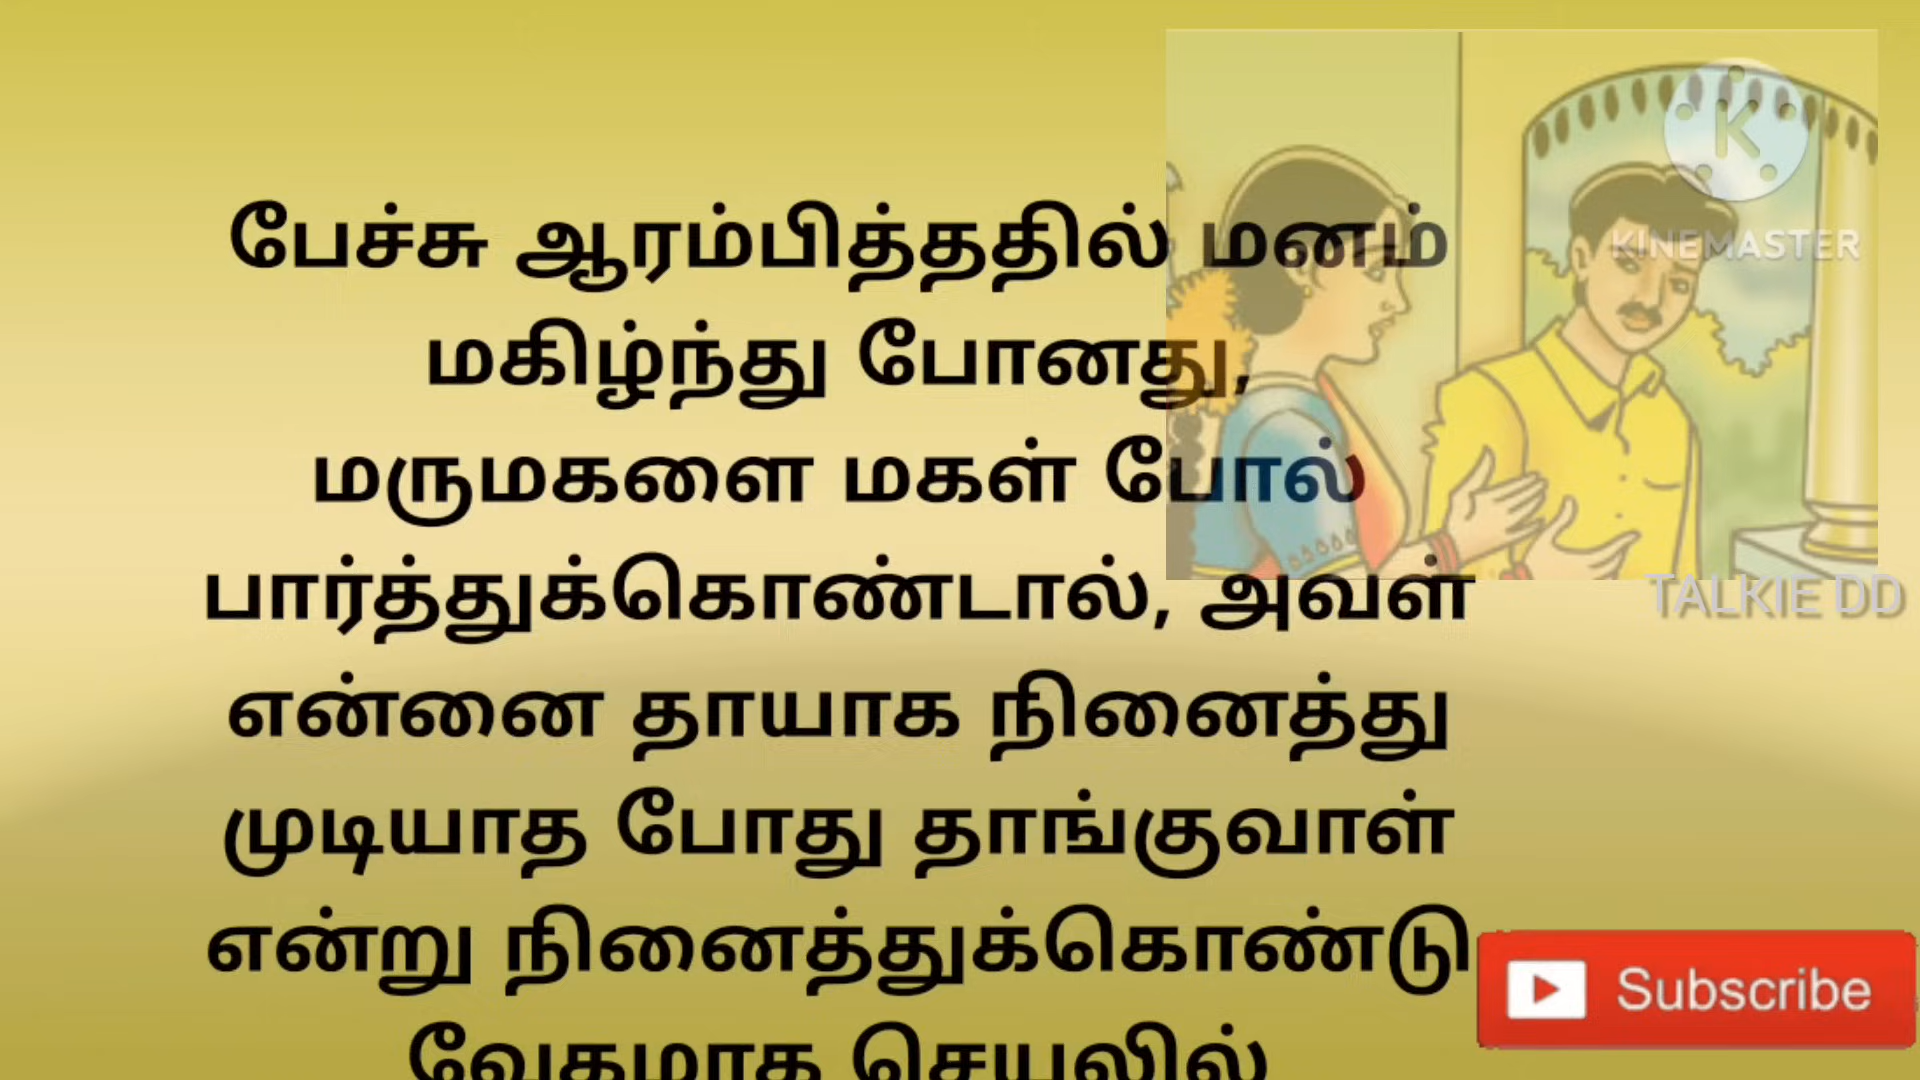 பேச்சு ஆரம்பித்ததில் மனம்
மகிழ்ந்து போனது,
மருமகளை மகள் போல்
பார்த்துக்கொண்டால், அவள்
என்னை தாயாக நினைத்து
முடியாத போது தாங்குவாள்
என்று நினைத்துக்கொண்டு
வேகமாக செயலில்
K
KINEMASTER
TALKIE DD
Subscribe